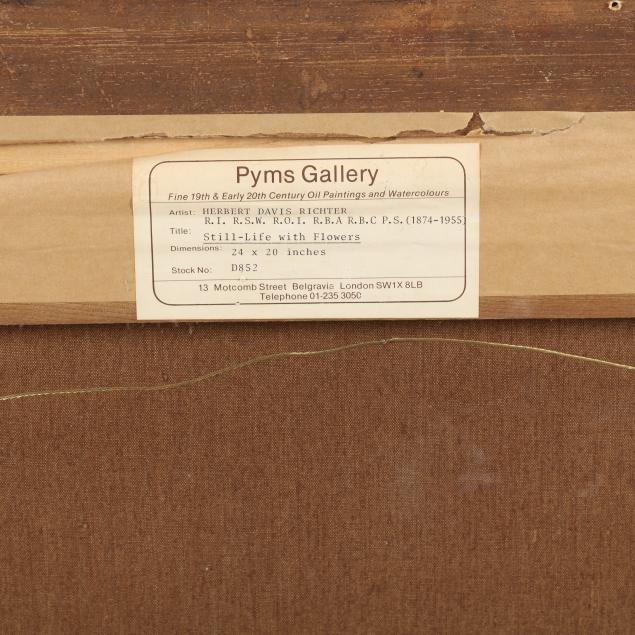 Pyms Gallery
Fine 19th & Early 20th Century Oil Paintings and Watercolours
Artist: HERBERT DAVIS RICHTER
R.I. R.S.W. R.O.I. R.B.A R.B.C P.S.(1874-1955)
Title: Still-Life with Flowers
Dimensions: 24 x 20 inches
Stock No: D852
13 Motcomb Street Belgravia London SW1X 8LB
Telephone 01-235 3050